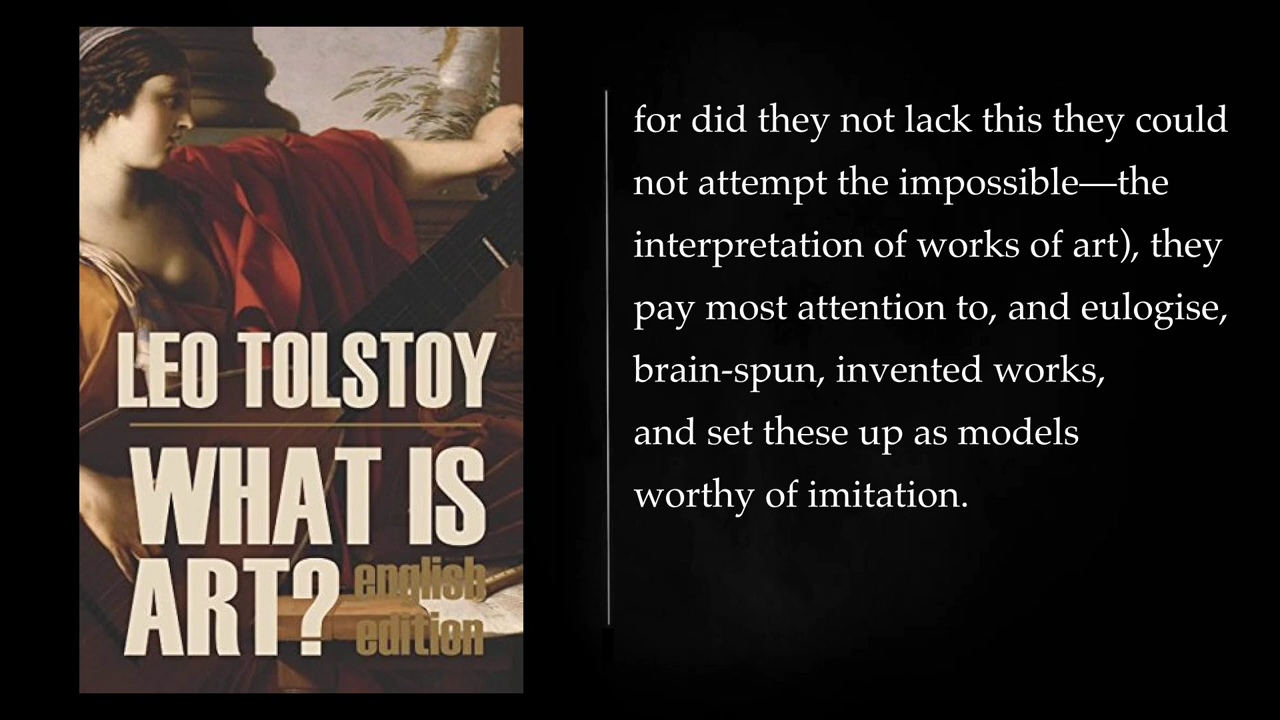 LEO TOLSTOY
WHAT IS
ART?
english
edition
for did they not lack this they could
not attempt the impossible—the
interpretation of works of art), they
pay most attention to, and eulogise,
brain-spun, invented works,
and set these up as models
worthy of imitation.